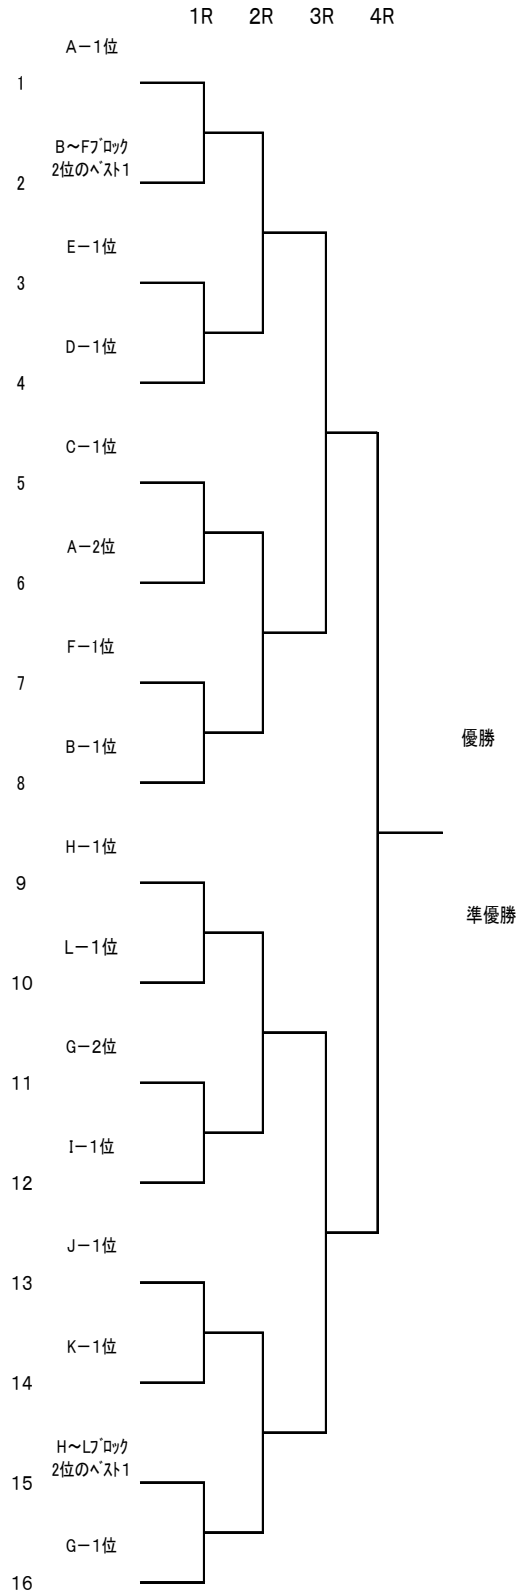 1R 2R 3R 4R
A－1位
1
B～Fﾌﾞﾛｯｸ
2位のﾍﾞｽﾄ1
2
E－1位
3
D－1位
4
C－1位
5
A－2位
6
F－1位
7
B－1位
優勝
8
H－1位
9
準優勝
L－1位
10
G－2位
11
I－1位
12
J－1位
13
K－1位
14
H～Lﾌﾞﾛｯｸ
2位のﾍﾞｽﾄ1
15
G－1位
16